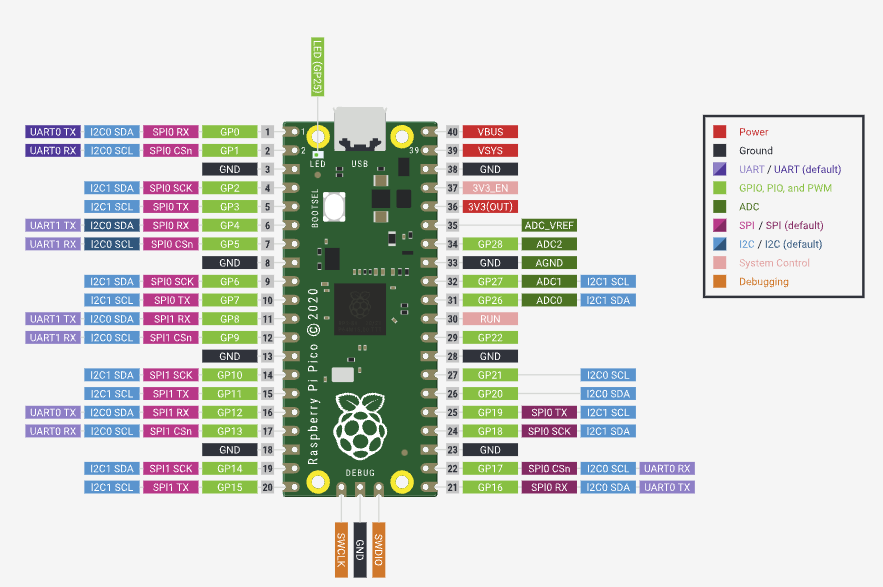 LED (GP25)
UART0 TX I2C0 SDA SPI0 RX GP0 1 1 40 VBUS
UART0 RX I2C0 SCL SPI0 CSn GP1 2 2 39 39 VSYS
GND 3 LED USB 38 GND
I2C1 SDA SPI0 SCK GP2 4 37 3V3_EN
I2C1 SCL SPI0 TX GP3 5 BOOTSEL 36 3V3(OUT)
UART1 TX I2C0 SDA SPI0 RX GP4 6 35 ADC_VREF
UART1 RX I2C0 SCL SPI0 CSn GP5 7 34 GP28 ADC2
GND 8 33 GND AGND
I2C1 SDA SPI0 SCK GP6 9 32 GP27 ADC1 I2C1 SCL
I2C1 SCL SPI0 TX GP7 10 31 GP26 ADC0 I2C1 SDA
UART1 TX I2C0 SDA SPI1 RX GP8 11 30 RUN
UART1 RX I2C0 SCL SPI1 CSn GP9 12 29 GP22
GND 13 28 GND
I2C1 SDA SPI1 SCK GP10 14 27 GP21 I2C0 SCL
I2C1 SCL SPI1 TX GP11 15 26 GP20 I2C0 SDA
UART0 TX I2C0 SDA SPI1 RX GP12 16 25 GP19 SPI0 TX I2C1 SCL
UART0 RX I2C0 SCL SPI1 CSn GP13 17 24 GP18 SPI0 SCK I2C1 SDA
GND 18 23 GND
I2C1 SDA SPI1 SCK GP14 19 22 GP17 SPI0 CSn I2C0 SCL UART0 RX
I2C1 SCL SPI1 TX GP15 20 21 GP16 SPI0 RX I2C0 SDA UART0 TX
Raspberry Pi Pico © 2020
DEBUG
SWCLK GND SWDIO
Power
Ground
UART / UART (default)
GPIO, PIO, and PWM
ADC
SPI / SPI (default)
I2C / I2C (default)
System Control
Debugging